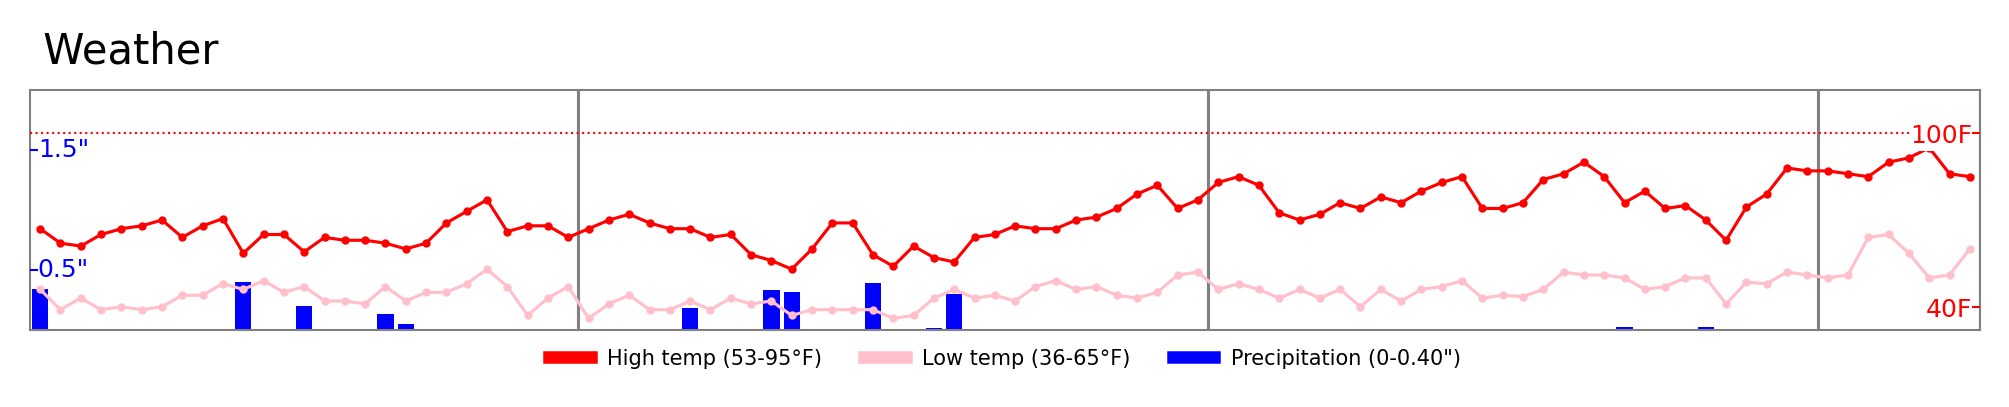 Weather
1.5"
100F
0.5"
40F
High temp (53-95°F)
Low temp (36-65°F)
Precipitation (0-0.40")